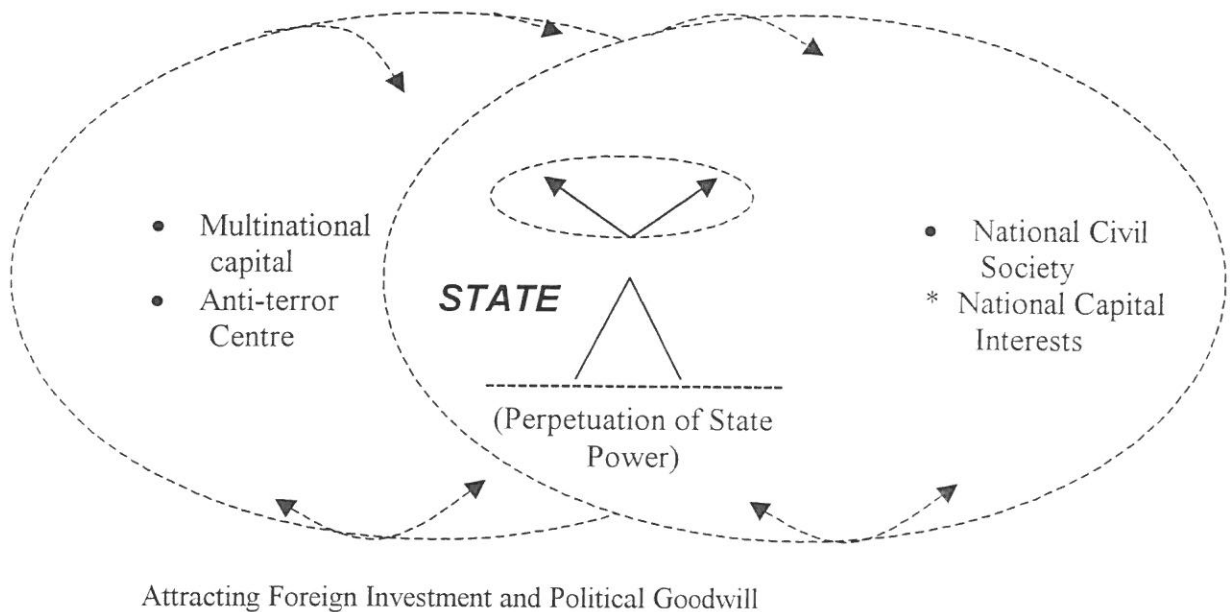 • Multinational
capital
• Anti-terror
Centre
STATE
(Perpetuation of State
Power)
• National Civil
Society
* National Capital
Interests
Attracting Foreign Investment and Political Goodwill